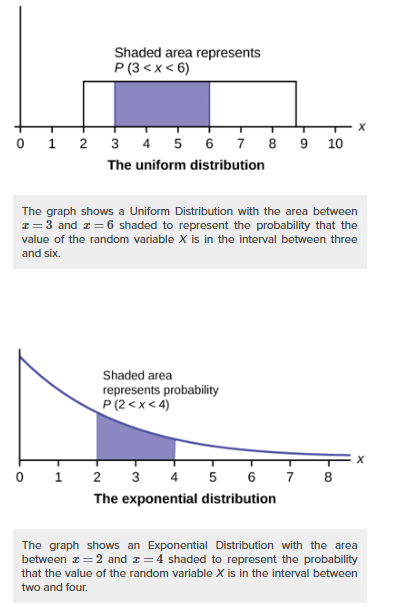 Shaded area represents
P (3 < x < 6)
X
0 1 2 3 4 5 6 7 8 9 10
The uniform distribution
The graph shows a Uniform Distribution with the area between
x = 3 and x = 6 shaded to represent the probability that the
value of the random variable X is in the interval between three
and six.
Shaded area
represents probability
P (2 < x < 4)
X
0 1 2 3 4 5 6 7 8
The exponential distribution
The graph shows an Exponential Distribution with the area
between x = 2 and x = 4 shaded to represent the probability
that the value of the random variable X is in the interval between
two and four.